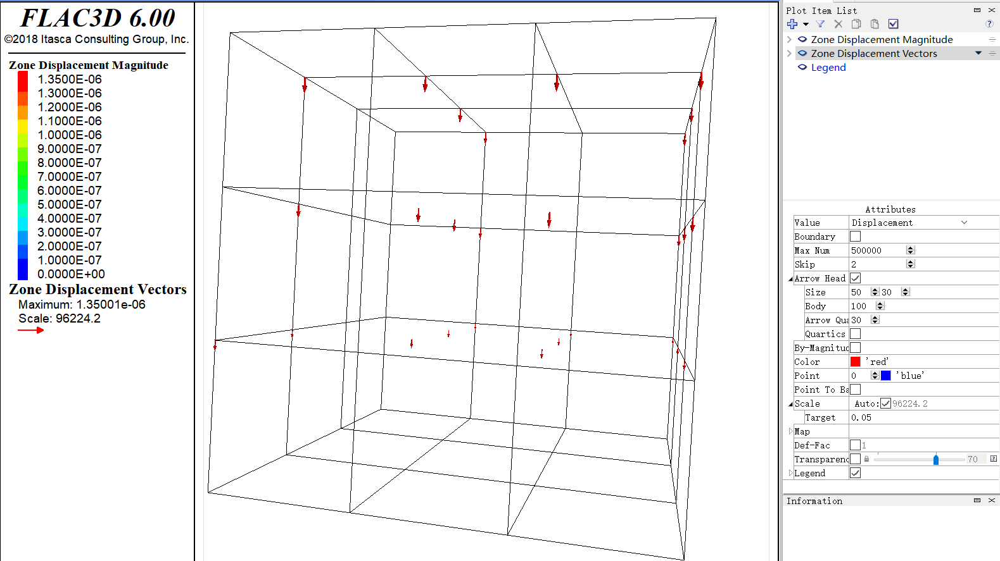 FLAC3D 6.00
©2018 Itasca Consulting Group, Inc.
Zone Displacement Magnitude
1.3500E-06
1.3000E-06
1.2000E-06
1.1000E-06
1.0000E-06
9.0000E-07
8.0000E-07
7.0000E-07
6.0000E-07
5.0000E-07
4.0000E-07
3.0000E-07
2.0000E-07
1.0000E-07
0.0000E+00
Zone Displacement Vectors
Maximum: 1.35001e-06
Scale: 96224.2
Plot Item List
Zone Displacement Magnitude
Zone Displacement Vectors
Legend
Attributes
Value Displacement
Boundary
Max Num 500000
Skip 2
Arrow Head
Size 50 30
Body 100
Arrow Qua 30
Quartics
By-Magnitud
Color 'red'
Point 0 'blue'
Point To Ba
Scale Auto: 96224.2
Target 0.05
Map
Def-Fac 1
Transparenc 70
Legend
Information